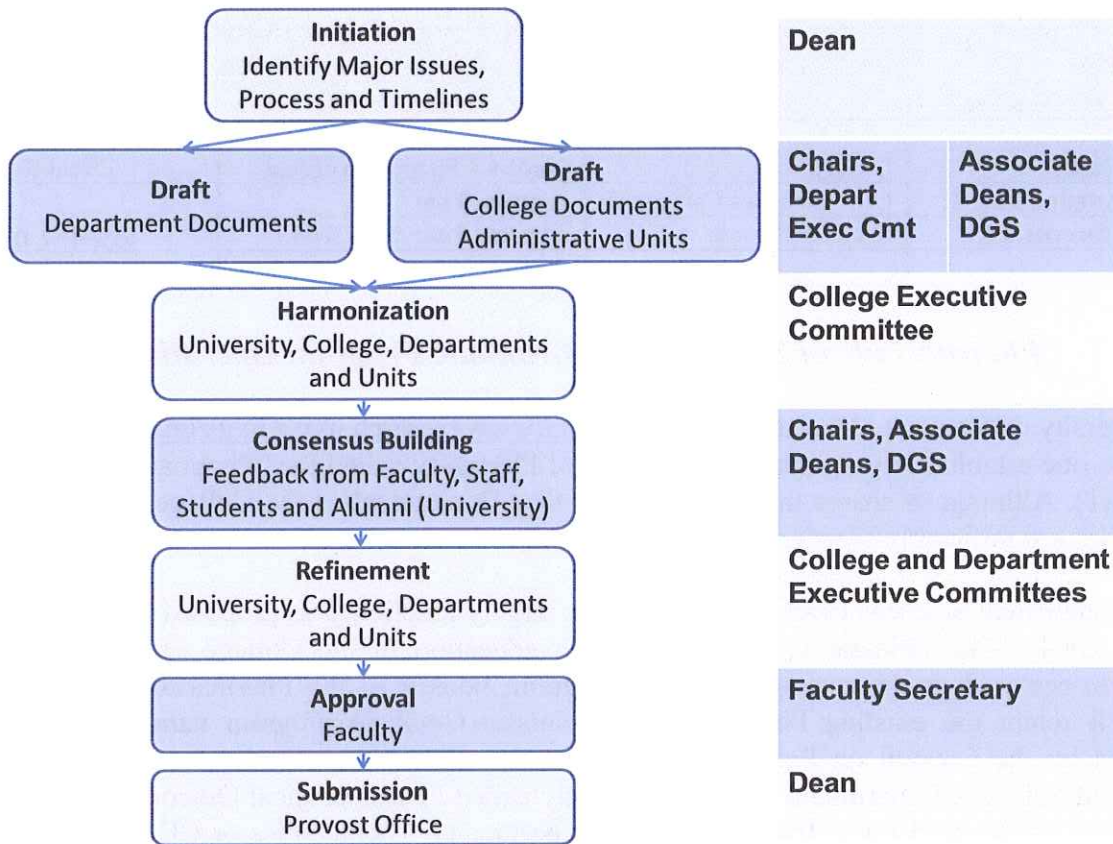 Initiation
Identify Major Issues,
Process and Timelines
Dean
Draft
Department Documents
Draft
College Documents
Administrative Units
Chairs,
Depart
Exec Cmt
Associate
Deans,
DGS
Harmonization
University, College, Departments
and Units
College Executive
Committee
Consensus Building
Feedback from Faculty, Staff,
Students and Alumni (University)
Chairs, Associate
Deans, DGS
Refinement
University, College, Departments
and Units
College and Department
Executive Committees
Approval
Faculty
Faculty Secretary
Submission
Provost Office
Dean